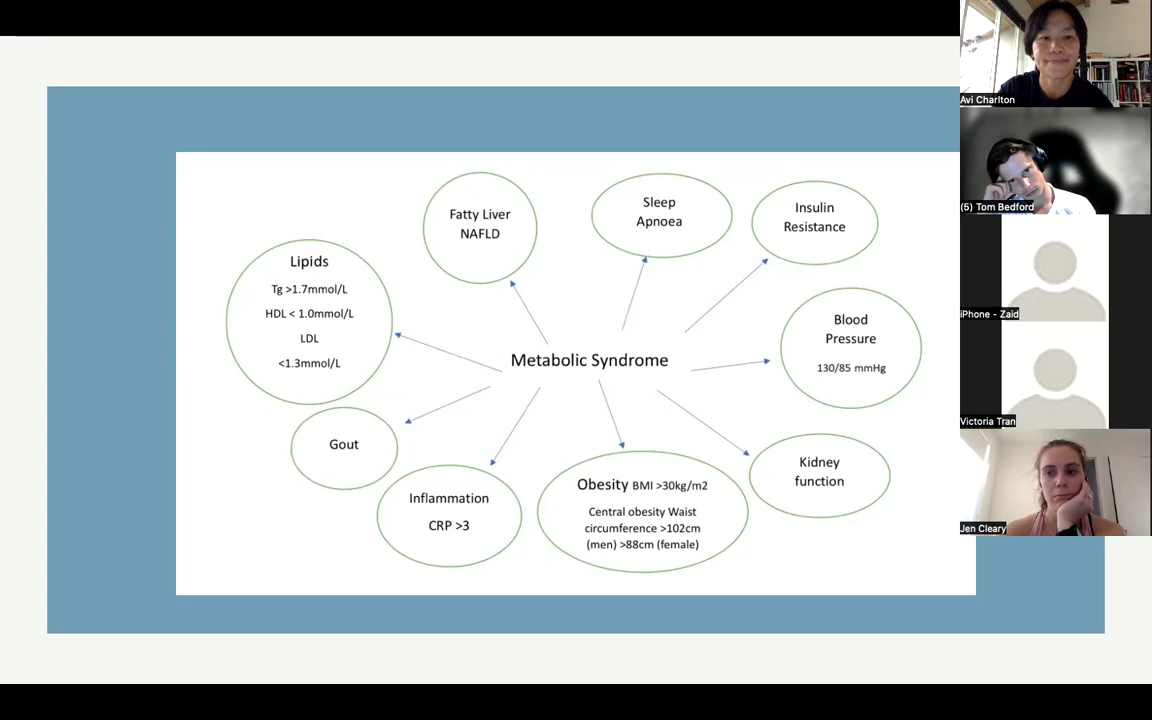 Fatty Liver
NAFLD
Sleep
Apnoea
Insulin
Resistance
Lipids
Tg >1.7mmol/L
HDL < 1.0mmol/L
LDL
<1.3mmol/L
Blood
Pressure
130/85 mmHg
Metabolic Syndrome
Gout
Inflammation
CRP >3
Obesity BMI >30kg/m2
Central obesity Waist
circumference >102cm
(men) >88cm (female)
Kidney
function
Avi Charlton
(5) Tom Bedford
iPhone - Zaid
Victoria Tran
Jen Cleary